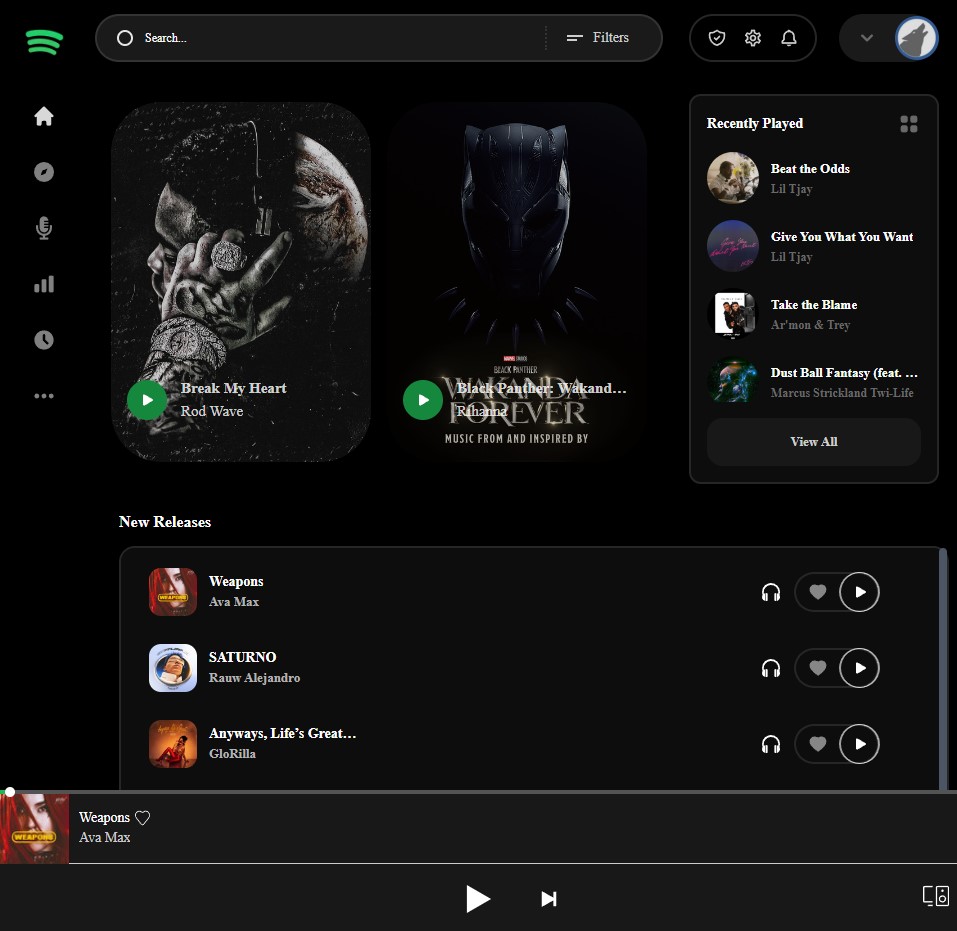 Search...
Filters
Recently Played
Beat the Odds
Lil Tjay
Give You What You Want
Lil Tjay
Take the Blame
Ar'mon & Trey
Dust Ball Fantasy (feat. ...
Marcus Strickland Twi-Life
View All
Break My Heart
Rod Wave
MARVEL STUDIOS
BLACK PANTHER
WAKANDA
FOREVER
MUSIC FROM AND INSPIRED BY
Black Panther: Wakand...
Rihanna
New Releases
WEAPONS
Weapons
Ava Max
SATURNO
Rauw Alejandro
Anyways, Life’s Great...
GloRilla
WEAPONS
Weapons
Ava Max